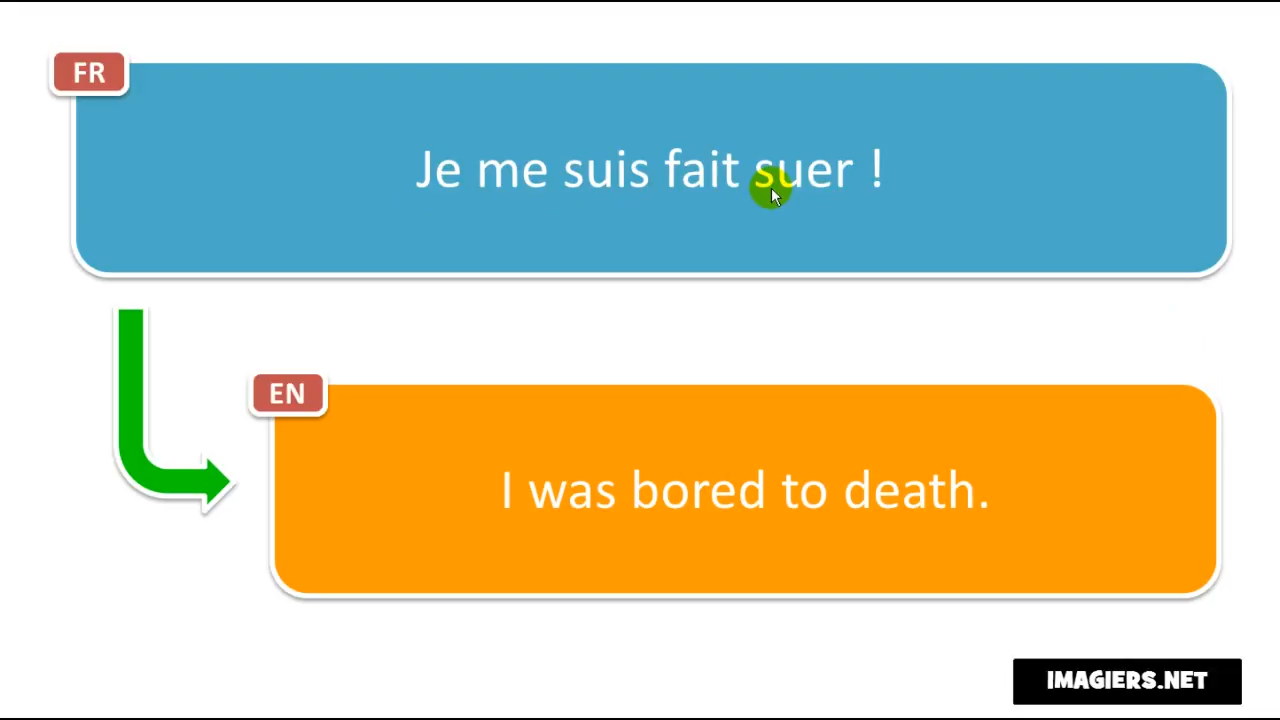 FR
Je me suis fait suer !
EN
I was bored to death.
IMAGIERS.NET